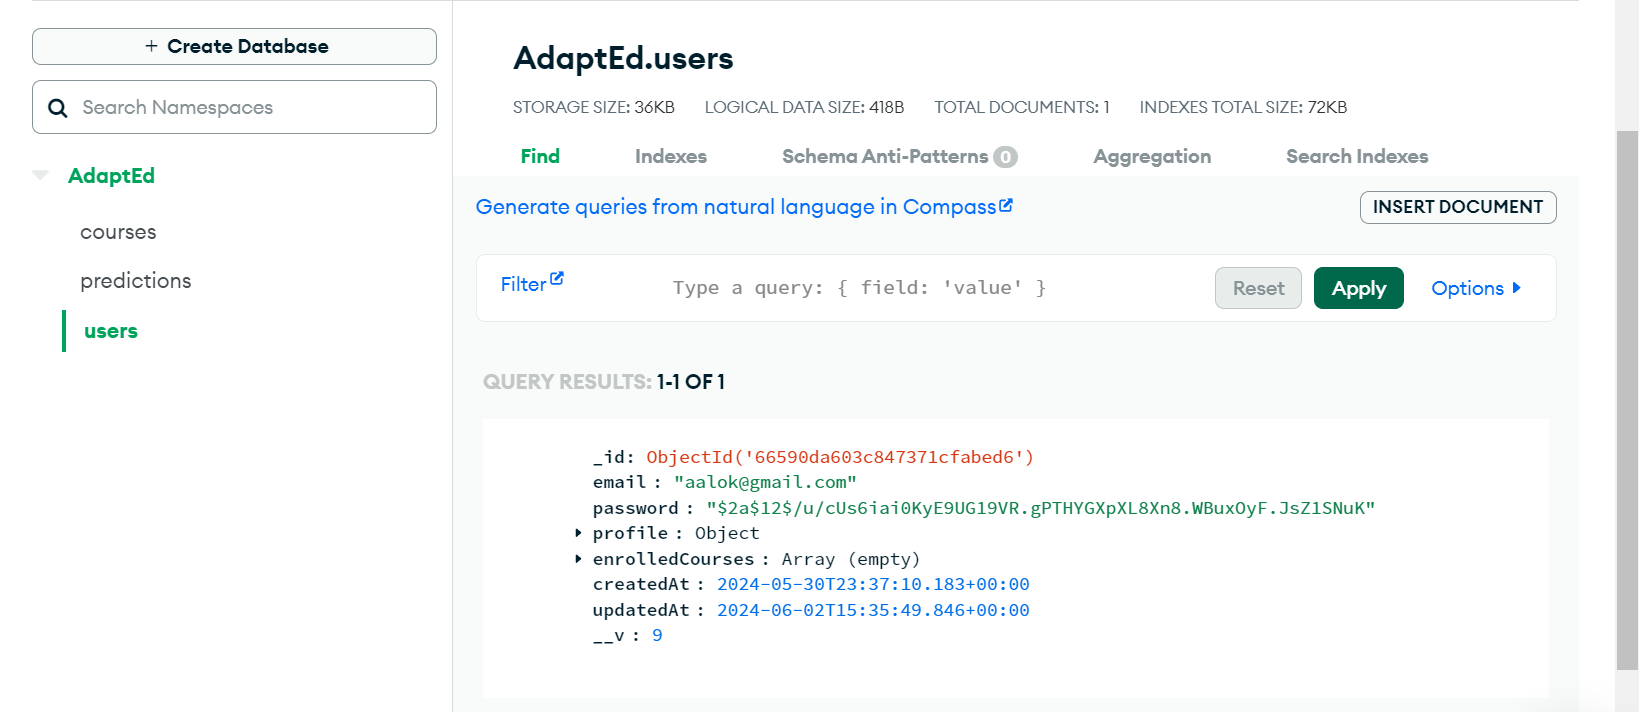 + Create Database
Search Namespaces
AdaptEd
courses
predictions
users
AdaptEd.users
STORAGE SIZE: 36KB LOGICAL DATA SIZE: 418B TOTAL DOCUMENTS: 1 INDEXES TOTAL SIZE: 72KB
Find Indexes Schema Anti-Patterns 0 Aggregation Search Indexes
Generate queries from natural language in Compass
INSERT DOCUMENT
Filter Type a query: { field: 'value' } Reset Apply Options
QUERY RESULTS: 1-1 OF 1
_id: ObjectId('66590da603c847371cfabed6')
email : "aalok@gmail.com"
password : "$2a$12$/u/cUs6iai0KyE9UG19VR.gPTHYGXpXL8Xn8.WBuxOyF.JsZ1SNuK"
profile : Object
enrolledCourses : Array (empty)
createdAt : 2024-05-30T23:37:10.183+00:00
updatedAt : 2024-06-02T15:35:49.846+00:00
__v : 9